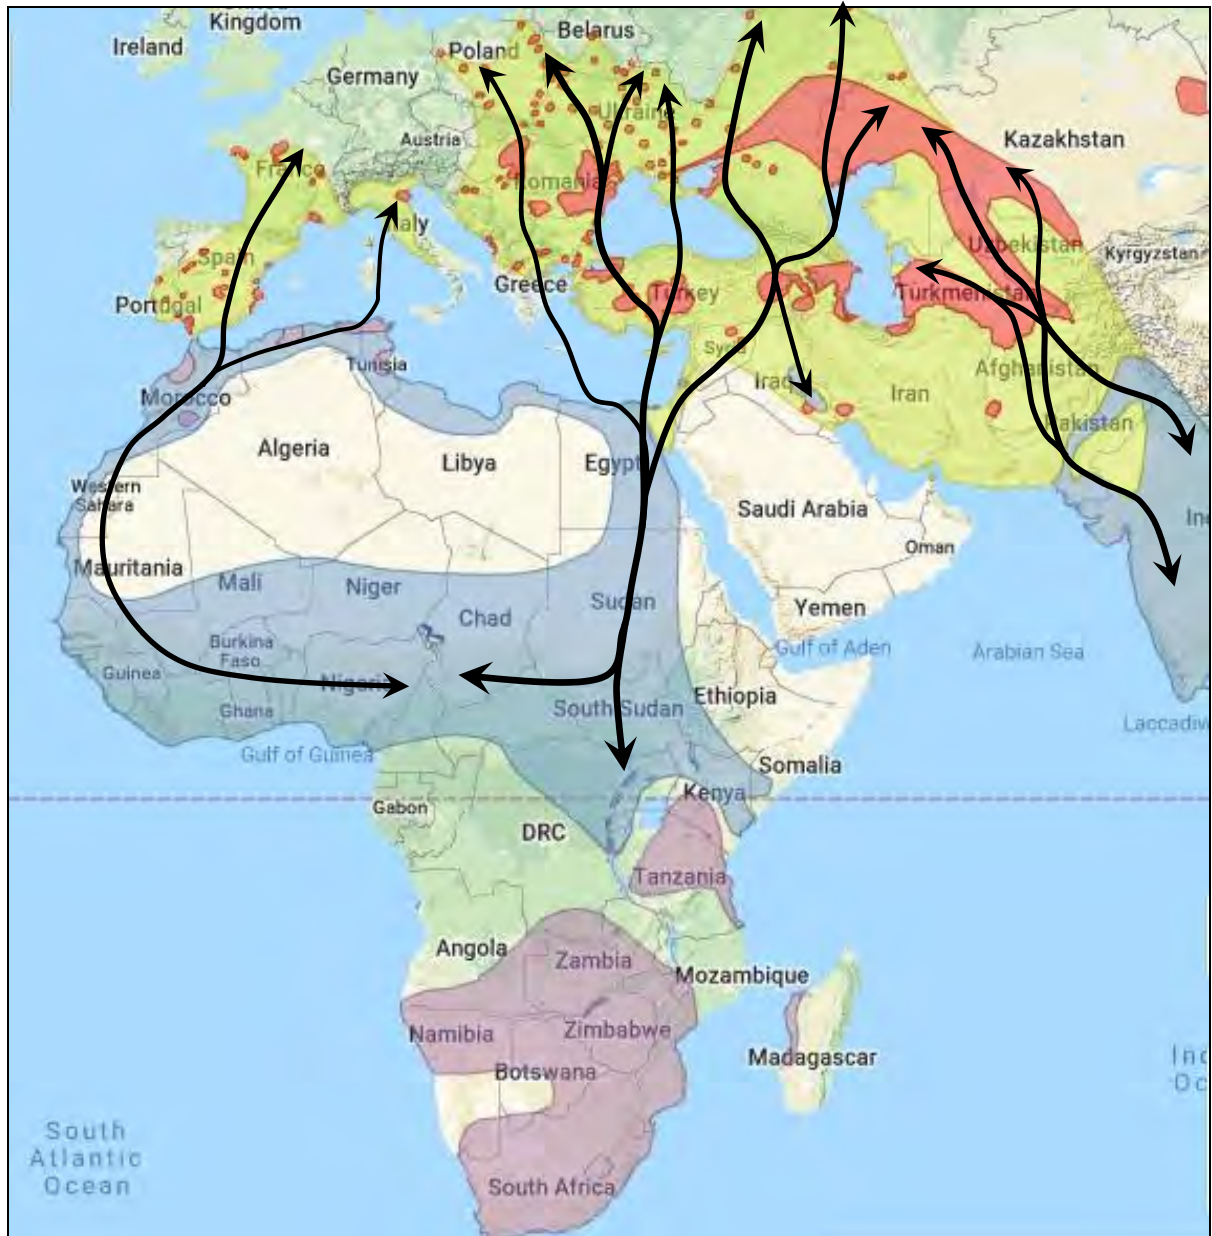 Kingdom
Ireland
Belarus
Poland
Germany
Ukraine
Austria
Kazakhstan
France
Romania
Italy
Uzbekistan
Kyrgyzstan
Spain
Portugal
Greece
Turkey
Turkmenistan
Syria
Tunisia
Iraq
Iran
Afghanistan
Morocco
Pakistan
Algeria
Libya
Egypt
Western
Sahara
Saudi Arabia
Oman
Mauritania
Mali
Niger
Chad
Sudan
Yemen
Burkina
Faso
Gulf of Aden
Arabian Sea
Guinea
Nigeria
Ethiopia
Ghana
South Sudan
Gulf of Guinea
Somalia
Kenya
Gabon
DRC
Tanzania
Angola
Zambia
Mozambique
Namibia
Zimbabwe
Botswana
Madagascar
South
Atlantic
Ocean
South Africa